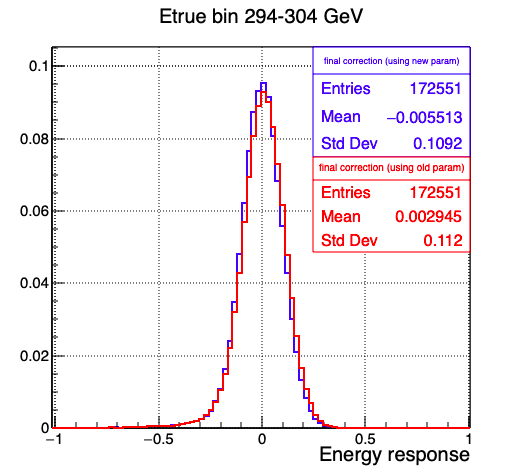 Etrue bin 294-304 GeV
final correction (using new param)
Entries 172551
Mean −0.005513
Std Dev 0.1092
final correction (using old param)
Entries 172551
Mean 0.002945
Std Dev 0.112
0.1
0.08
0.06
0.04
0.02
0
−1 −0.5 0 0.5 1
Energy response